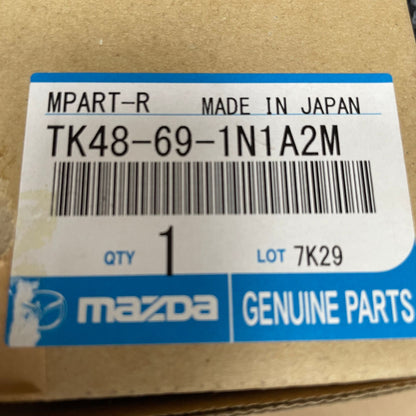 MPART-R MADE IN JAPAN
TK48-69-1N1A2M
QTY 1 LOT 7K29
mazda GENUINE PARTS